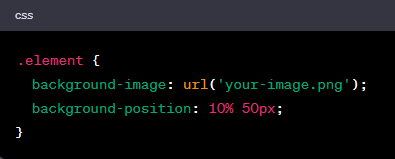 css
.element {
  background-image: url('your-image.png');
  background-position: 10% 50px;
}